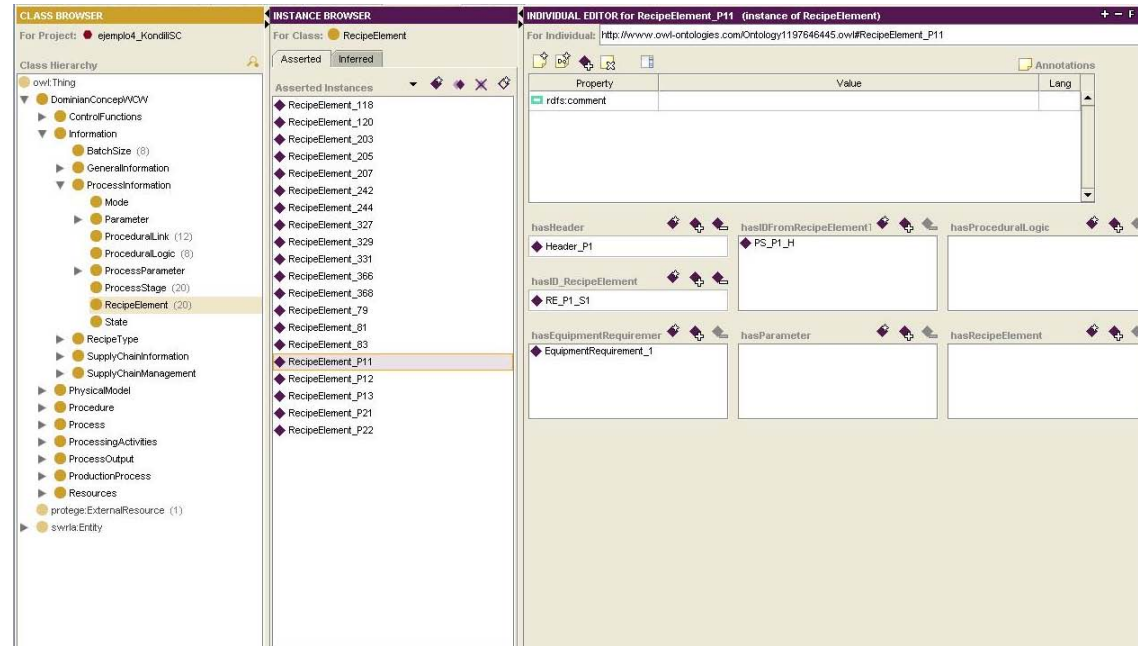 CLASS BROWSER
For Project: ejemplo4_KondiliSC
Class Hierarchy
owl:Thing
DominianConcepWCW
ControlFunctions
Information
BatchSize (8)
GeneralInformation
ProcessInformation
Mode
Parameter
ProceduralLink (12)
ProceduralLogic (8)
ProcessParameter
ProcessStage (20)
RecipeElement (20)
State
RecipeType
SupplyChainInformation
SupplyChainManagement
PhysicalModel
Procedure
Process
ProcessingActivities
ProcessOutput
ProductionProcess
Resources
protege:ExternalResource (1)
swrla:Entity
INSTANCE BROWSER
For Class: RecipeElement
Asserted Inferred
Asserted Instances
RecipeElement_118
RecipeElement_120
RecipeElement_203
RecipeElement_205
RecipeElement_207
RecipeElement_242
RecipeElement_244
RecipeElement_327
RecipeElement_329
RecipeElement_331
RecipeElement_366
RecipeElement_368
RecipeElement_79
RecipeElement_81
RecipeElement_83
RecipeElement_P11
RecipeElement_P12
RecipeElement_P13
RecipeElement_P21
RecipeElement_P22
INDIVIDUAL EDITOR for RecipeElement_P11 (instance of RecipeElement) + − F
For Individual: http://www.owl-ontologies.com/Ontology1197646445.owl#RecipeElement_P11
Annotations
Property Value Lang
rdfs:comment
hasHeader hasIDFromRecipeElement1 hasProceduralLogic
Header_P1 PS_P1_H
hasID_RecipeElement
RE_P1_S1
hasEquipmentRequiremer hasParameter hasRecipeElement
EquipmentRequirement_1